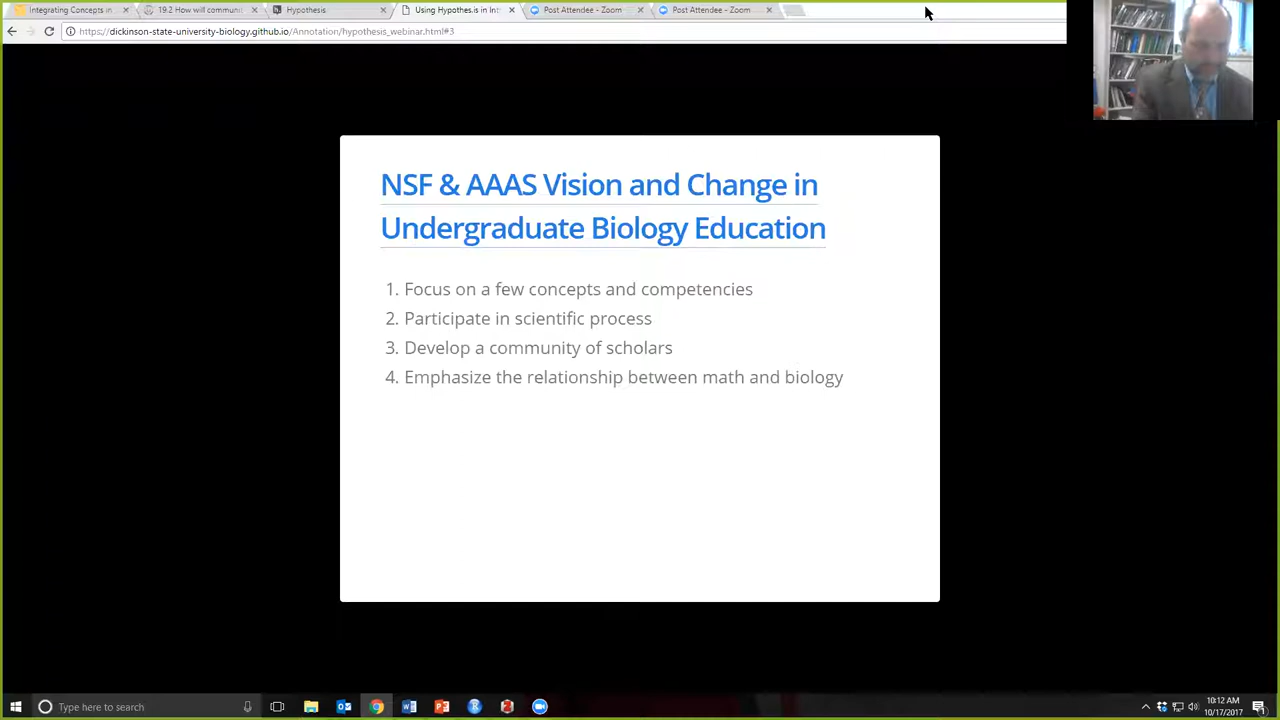 Integrating Concepts in
19.2 How will communi
Hypothesis
Using Hypothes.is in Int
Post Attendee - Zoom
Post Attendee - Zoom
https://dickinson-state-university-biology.github.io/Annotation/hypothesis_webinar.html#3
NSF & AAAS Vision and Change in
Undergraduate Biology Education
1. Focus on a few concepts and competencies
2. Participate in scientific process
3. Develop a community of scholars
4. Emphasize the relationship between math and biology
Type here to search
10:12 AM
10/17/2017